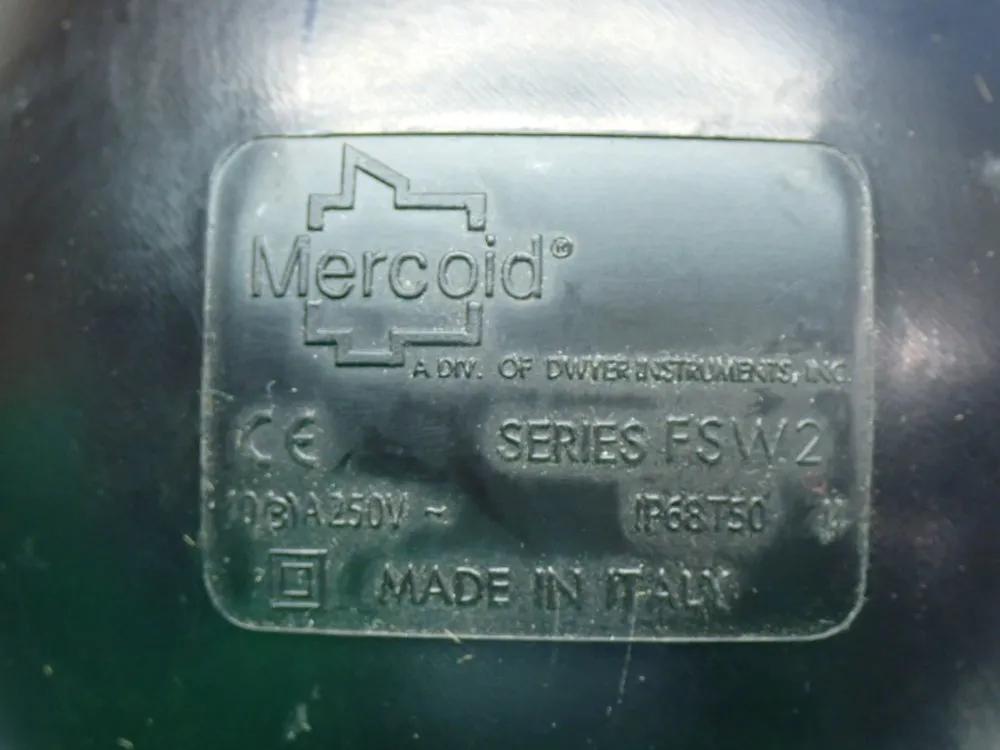 Mercoid®
A DIV. OF DWYER INSTRUMENTS, INC.
CE SERIES FSW2
10(3)A 250V ~ IP68T50
MADE IN ITALY